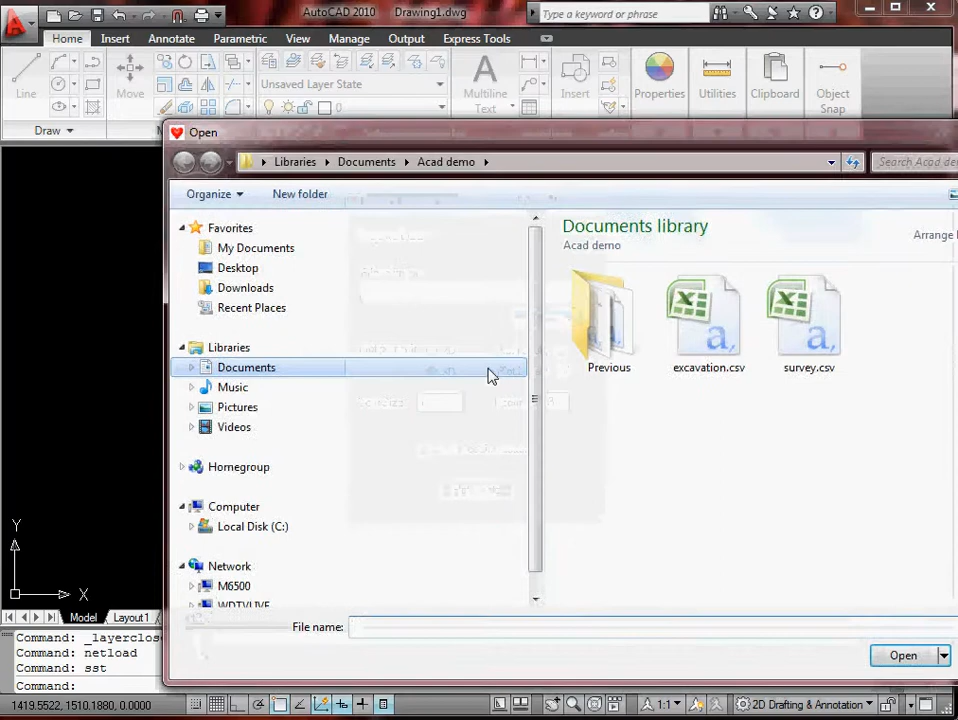 AutoCAD 2010 Drawing1.dwg
Type a keyword or phrase
Home Insert Annotate View Manage Output Express Tools
Unsaved Layer State
0
Line Move Multiline Text Insert Properties Utilities Clipboard Object Snap
Draw
Open
Libraries Documents Acad demo
Search Acad de
Organize New folder
Favorites
My Documents
Desktop
Downloads
Recent Places
Libraries
Documents
Music
Pictures
Videos
Homegroup
Computer
Local Disk (C:)
Network
M6500
WDTVLIVE
Documents library
Acad demo
Arrange
Previous excavation.csv survey.csv
File name:
Open
Y
X
Model Layout1
Command: _layerclos
Command: netload
Command: sst
Command:
1419.5522, 1510.1880, 0.0000
1:1
2D Drafting & Annotation